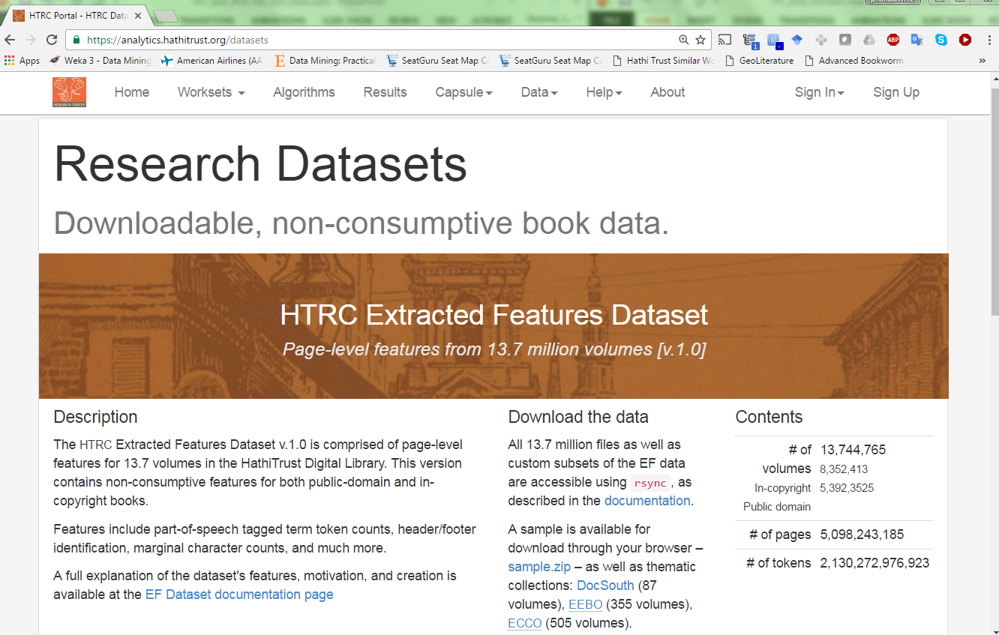 HTRC Portal - HTRC Data
https://analytics.hathitrust.org/datasets
Apps Weka 3 - Data Mining American Airlines (AA Data Mining: Practical SeatGuru Seat Map Ca SeatGuru Seat Map Ca Hathi Trust Similar Wo GeoLiterature Advanced Bookworm »
RESEARCH CENTER
Home Worksets Algorithms Results Capsule Data Help About Sign In Sign Up
Research Datasets
Downloadable, non-consumptive book data.
HTRC Extracted Features Dataset
Page-level features from 13.7 million volumes [v.1.0]
Description
The HTRC Extracted Features Dataset v.1.0 is comprised of page-level
features for 13.7 volumes in the HathiTrust Digital Library. This version
contains non-consumptive features for both public-domain and in-
copyright books.
Features include part-of-speech tagged term token counts, header/footer
identification, marginal character counts, and much more.
A full explanation of the dataset's features, motivation, and creation is
available at the EF Dataset documentation page
Download the data
All 13.7 million files as well as
custom subsets of the EF data
are accessible using rsync, as
described in the documentation.
A sample is available for
download through your browser –
sample.zip – as well as thematic
collections: DocSouth (87
volumes), EEBO (355 volumes),
ECCO (505 volumes).
Contents
# of 13,744,765
volumes 8,352,413
In-copyright 5,392,3525
Public domain
# of pages 5,098,243,185
# of tokens 2,130,272,976,923